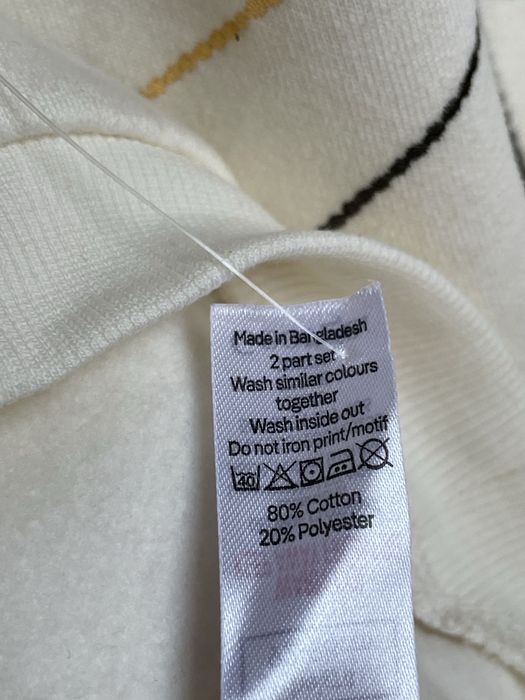 Made in Bangladesh
2 part set
Wash similar colours
together
Wash inside out
Do not iron print/motif
40
80% Cotton
20% Polyester